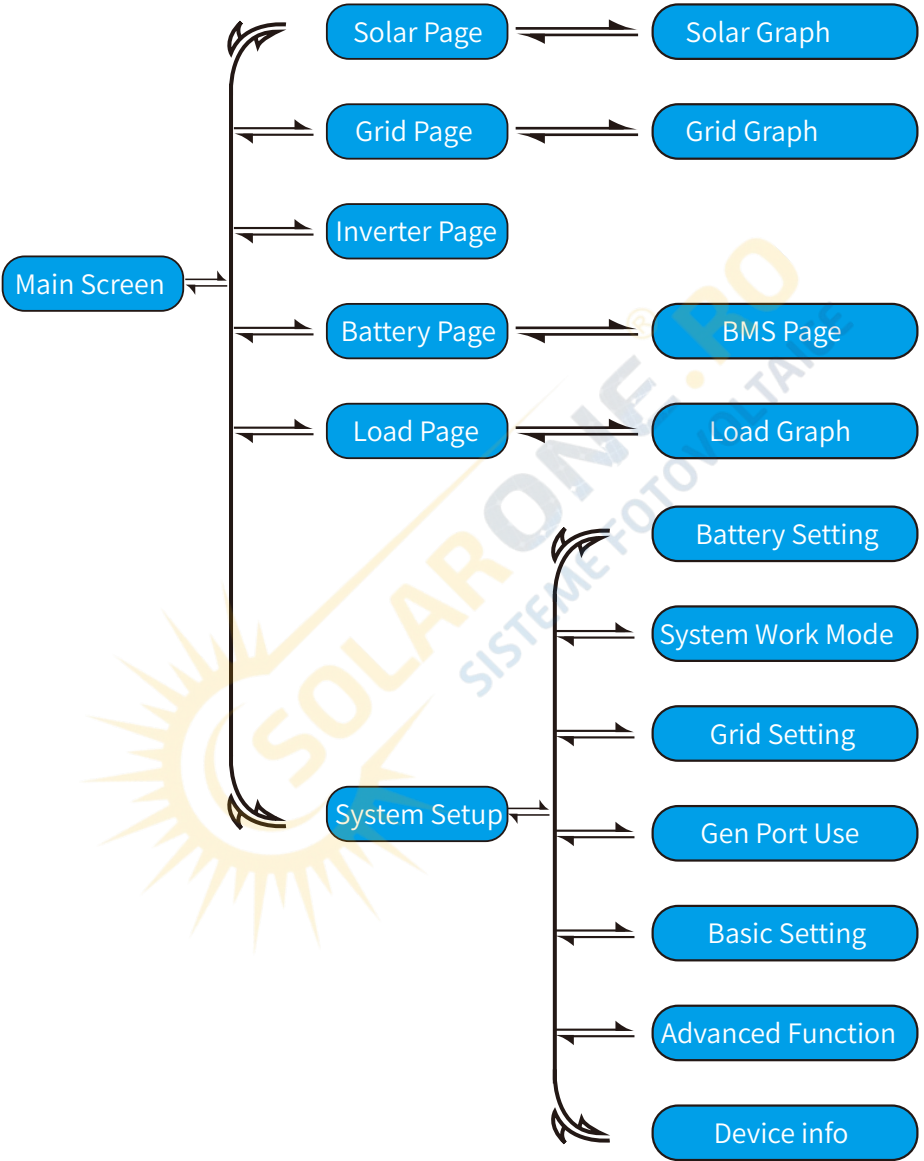 Solar Page
Solar Graph
Grid Page
Grid Graph
Inverter Page
Main Screen
Battery Page
BMS Page
Load Page
Load Graph
Battery Setting
System Work Mode
Grid Setting
System Setup
Gen Port Use
Basic Setting
Advanced Function
Device info
SOLARONE®.RO
SISTEME FOTOVOLTAICE